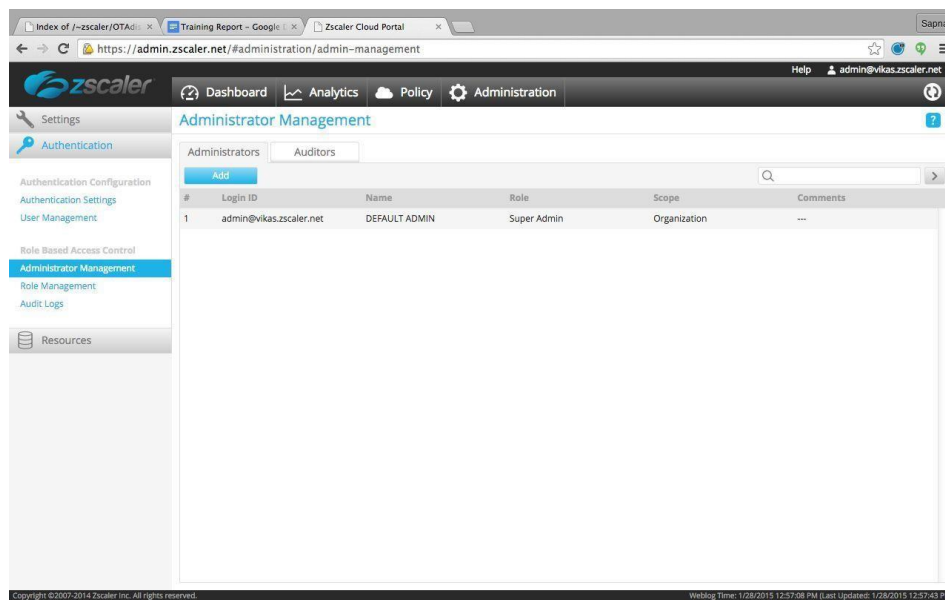 Index of /~zscaler/OTAdi
Training Report – Google
Zscaler Cloud Portal
Sapna
https://admin.zscaler.net/#administration/admin-management
Help
admin@vikas.zscaler.net
zscaler
Dashboard
Analytics
Policy
Administration
Settings
Administrator Management
?
Authentication
Administrators
Auditors
Add
Authentication Configuration
Authentication Settings
User Management
# Login ID Name Role Scope Comments
1 admin@vikas.zscaler.net DEFAULT ADMIN Super Admin Organization ---
Role Based Access Control
Administrator Management
Role Management
Audit Logs
Resources
Copyright ©2007-2014 Zscaler Inc. All rights reserved.
Weblog Time: 1/28/2015 12:57:08 PM (Last Updated: 1/28/2015 12:57:43 P